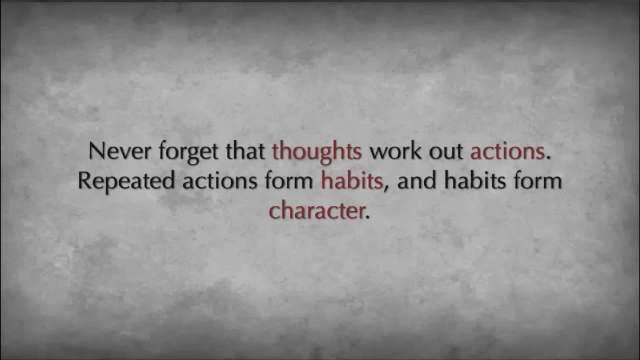 Never forget that thoughts work out actions.
Repeated actions form habits, and habits form
character.